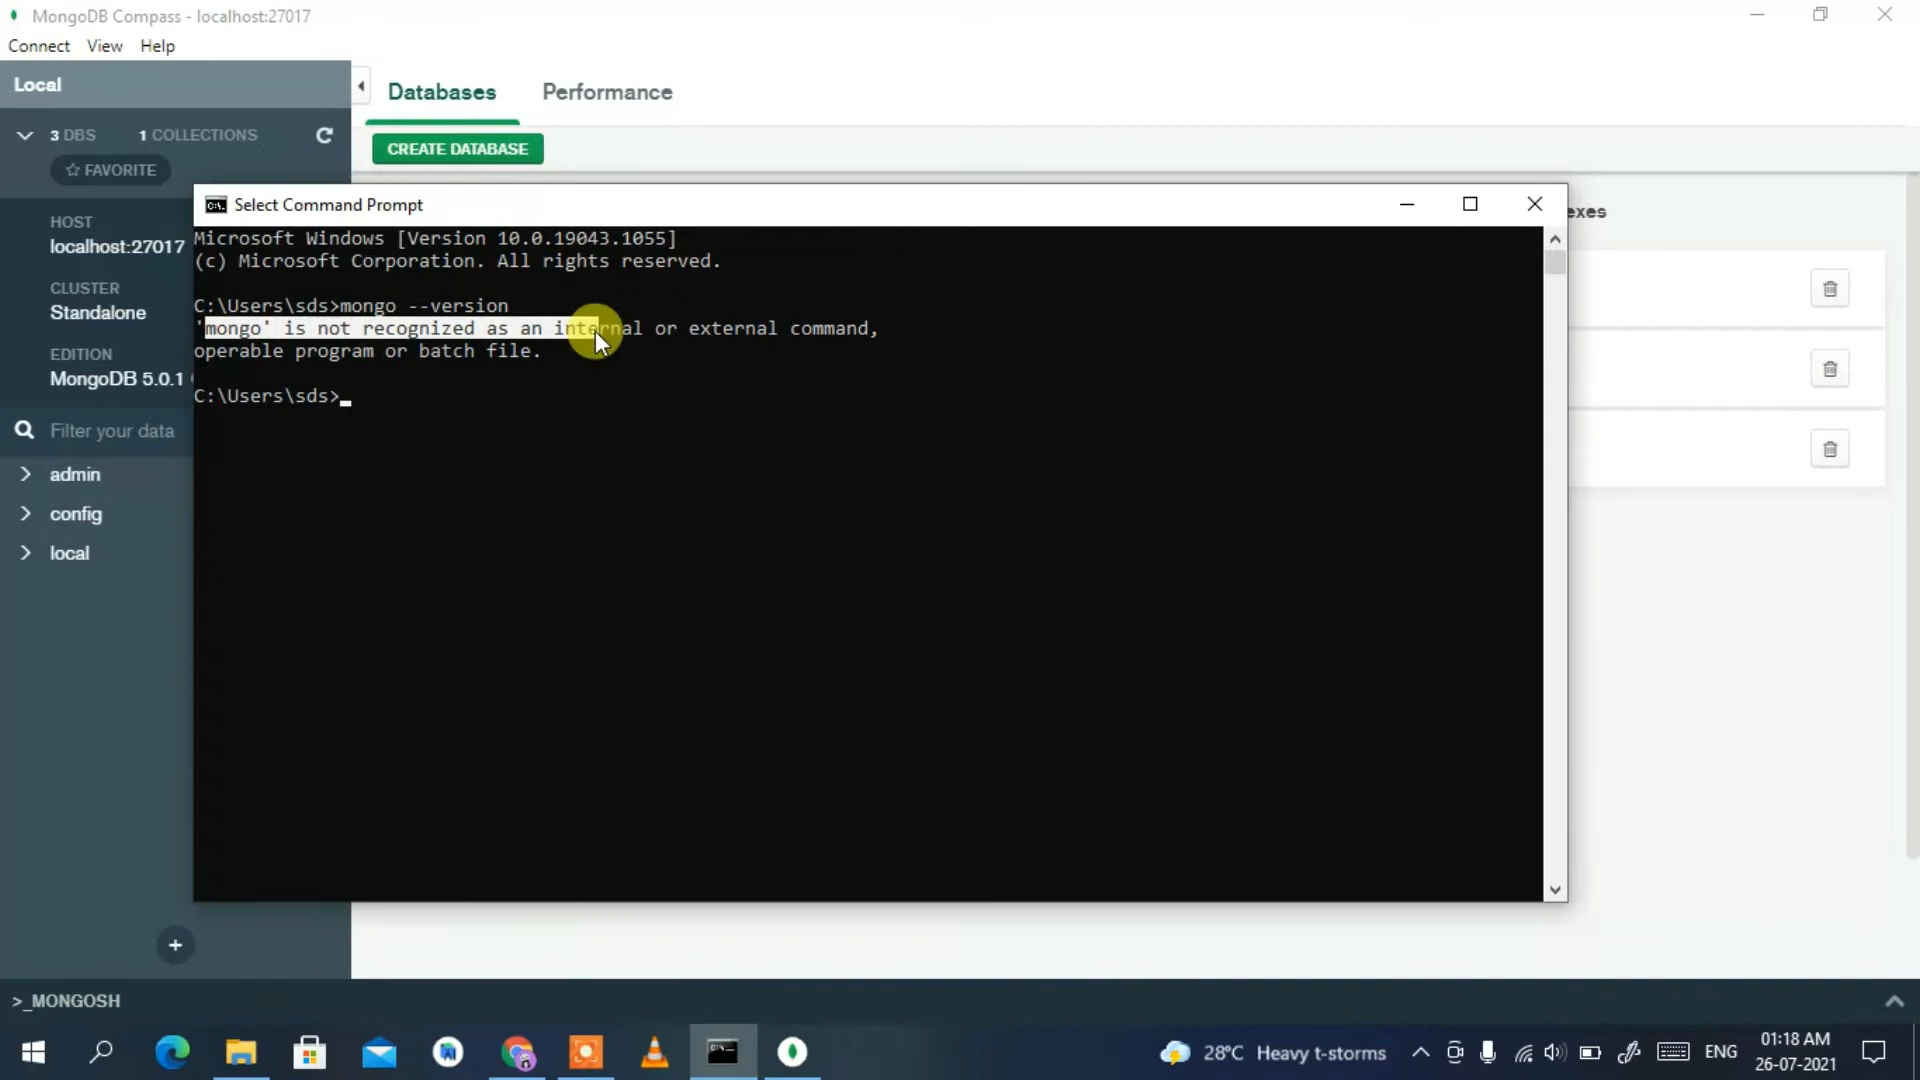 MongoDB Compass - localhost:27017
Connect View Help
Local
Databases Performance
3 DBS 1 COLLECTIONS
CREATE DATABASE
FAVORITE
Select Command Prompt
HOST
localhost:27017
CLUSTER
Standalone
EDITION
MongoDB 5.0.1
Filter your data
admin
config
local
exes
Microsoft Windows [Version 10.0.19043.1055]
(c) Microsoft Corporation. All rights reserved.
C:\Users\sds>mongo --version
'mongo' is not recognized as an internal or external command,
operable program or batch file.
C:\Users\sds>
>_MONGOSH
28°C Heavy t-storms
ENG
01:18 AM
26-07-2021